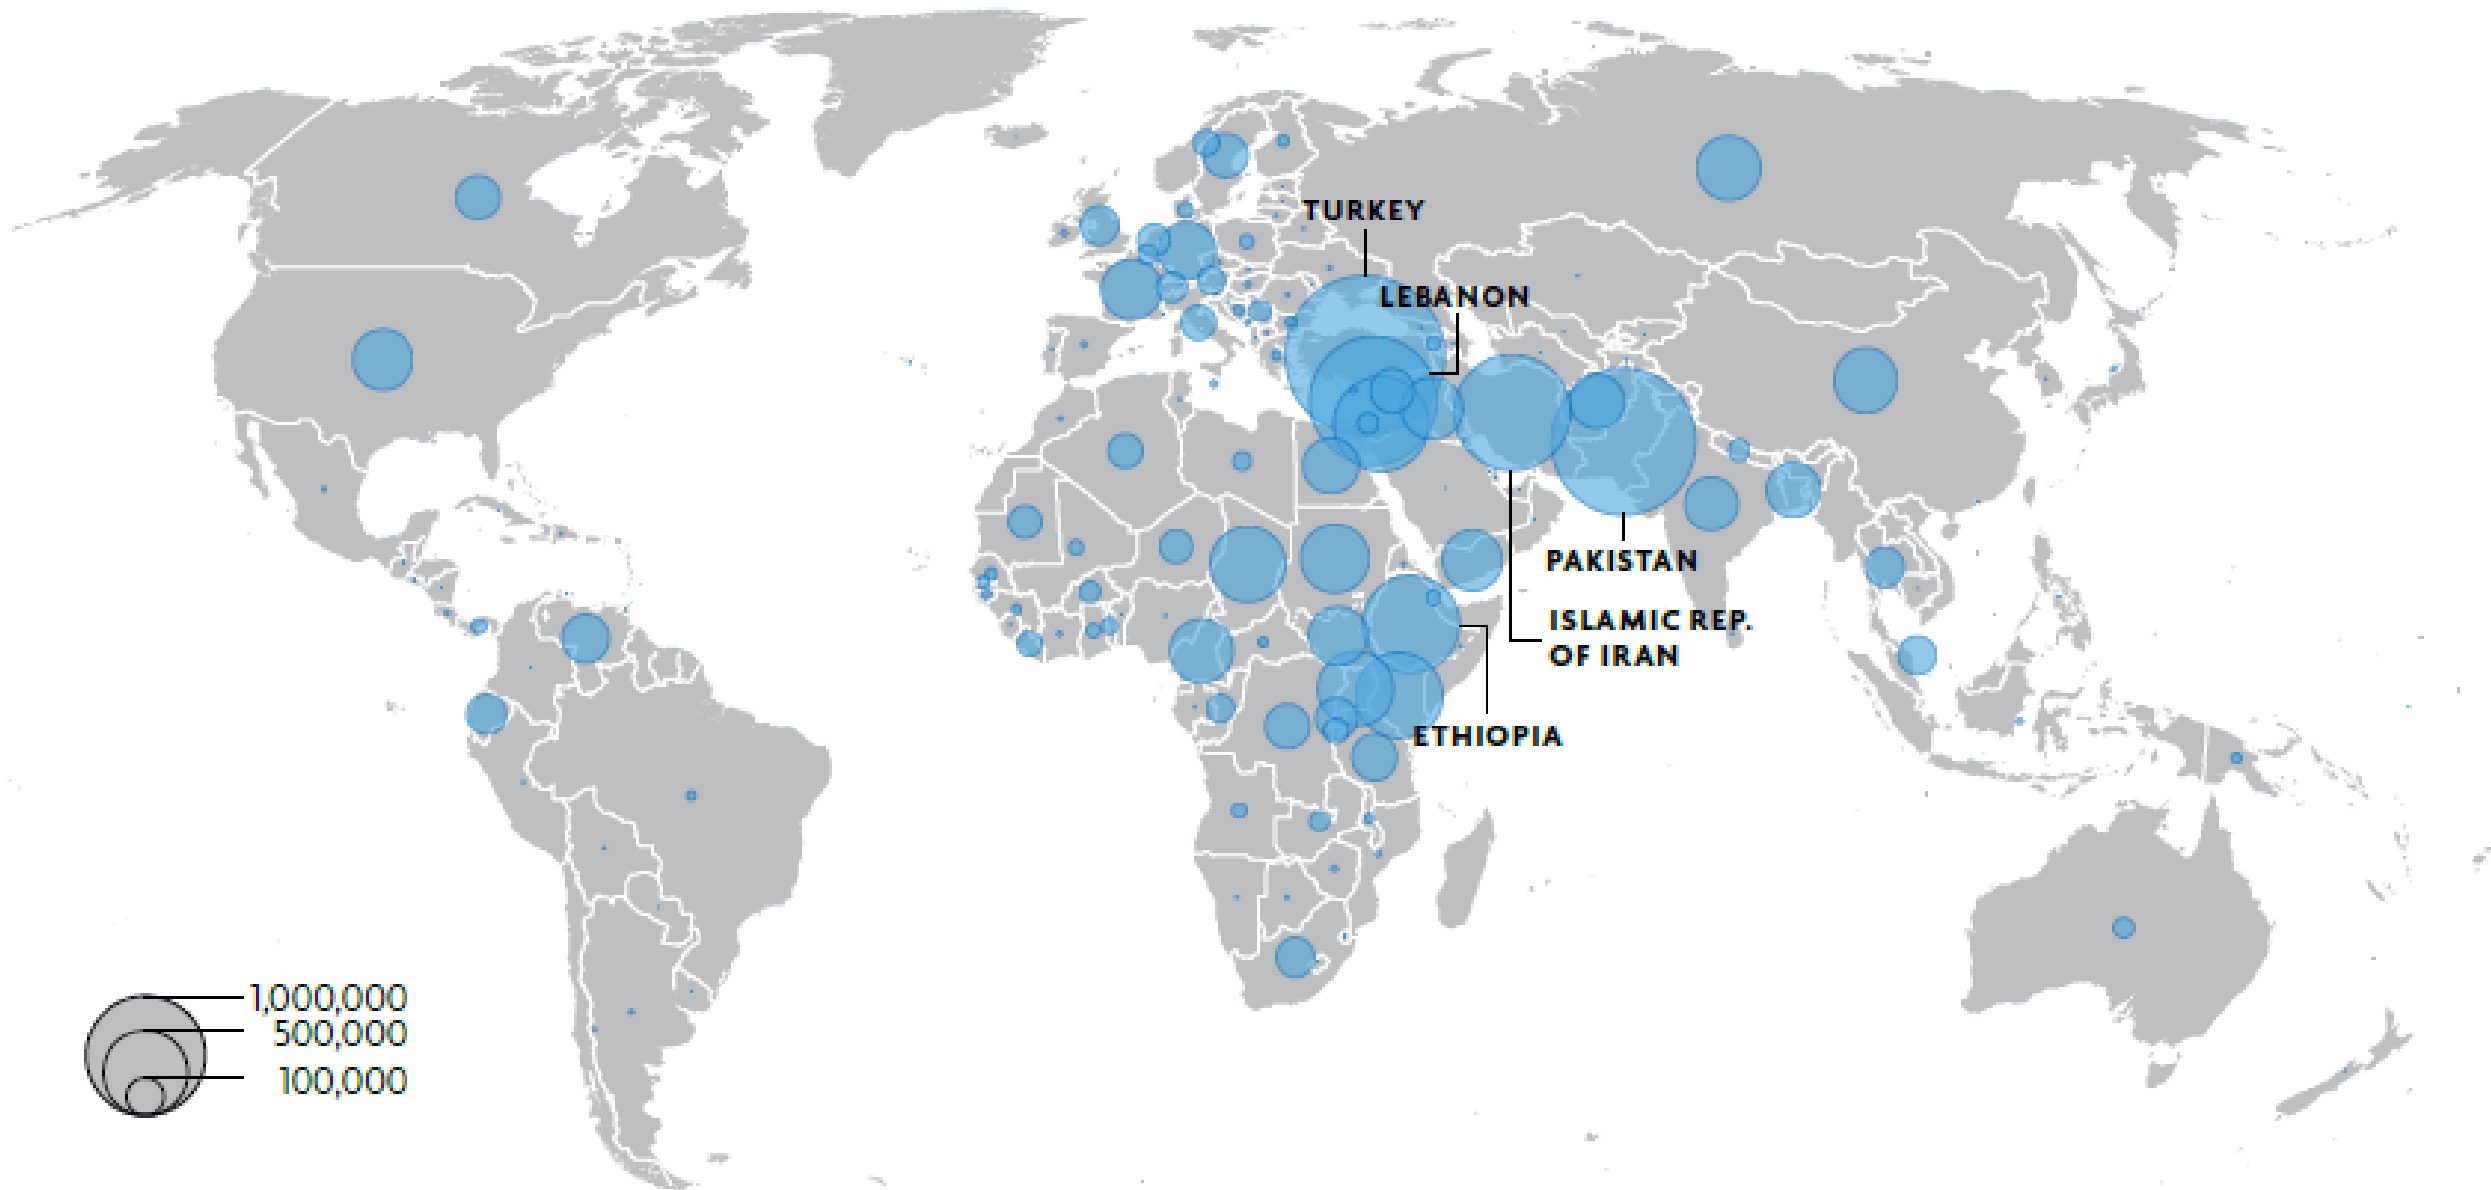 TURKEY
LEBANON
PAKISTAN
ISLAMIC REP.
OF IRAN
ETHIOPIA
1,000,000
500,000
100,000